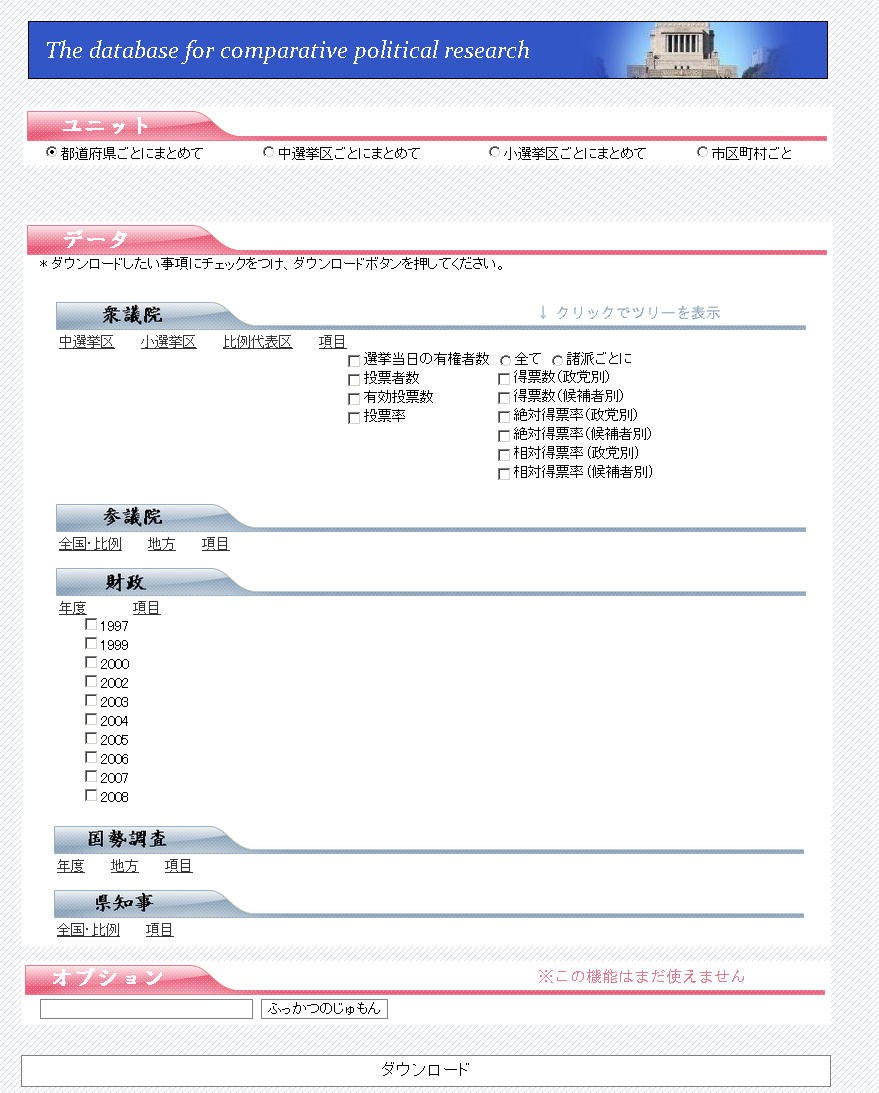 The database for comparative political research
ユニット
都道府県ごとにまとめて 中選挙区ごとにまとめて 小選挙区ごとにまとめて 市区町村ごと
データ
＊ダウンロードしたい事項にチェックをつけ、ダウンロードボタンを押してください。
衆議院 ↓ クリックでツリーを表示
中選挙区 小選挙区 比例代表区 項目
選挙当日の有権者数 全て 諸派ごとに
投票者数 得票数(政党別)
有効投票数 得票数(候補者別)
投票率 絶対得票率(政党別)
絶対得票率(候補者別)
相対得票率(政党別)
相対得票率(候補者別)
参議院
全国・比例 地方 項目
財政
年度 項目
1997
1999
2000
2002
2003
2004
2005
2006
2007
2008
国勢調査
年度 地方 項目
県知事
全国・比例 項目
オプション ※この機能はまだ使えません
ふっかつのじゅもん
ダウンロード